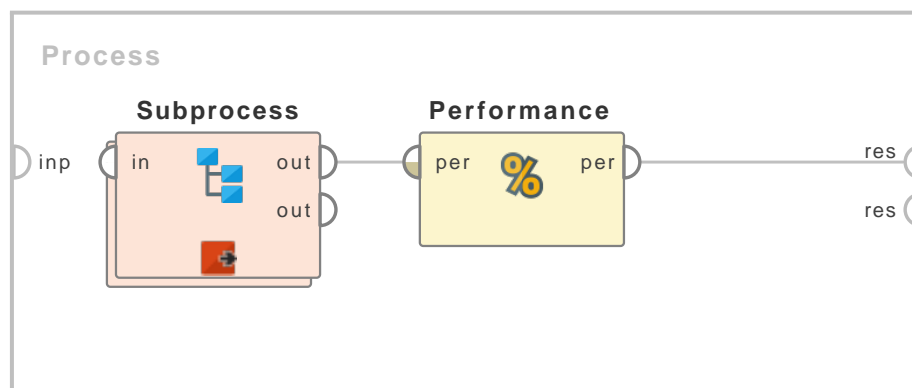 Process
Subprocess Performance
inp in out per per res
out res